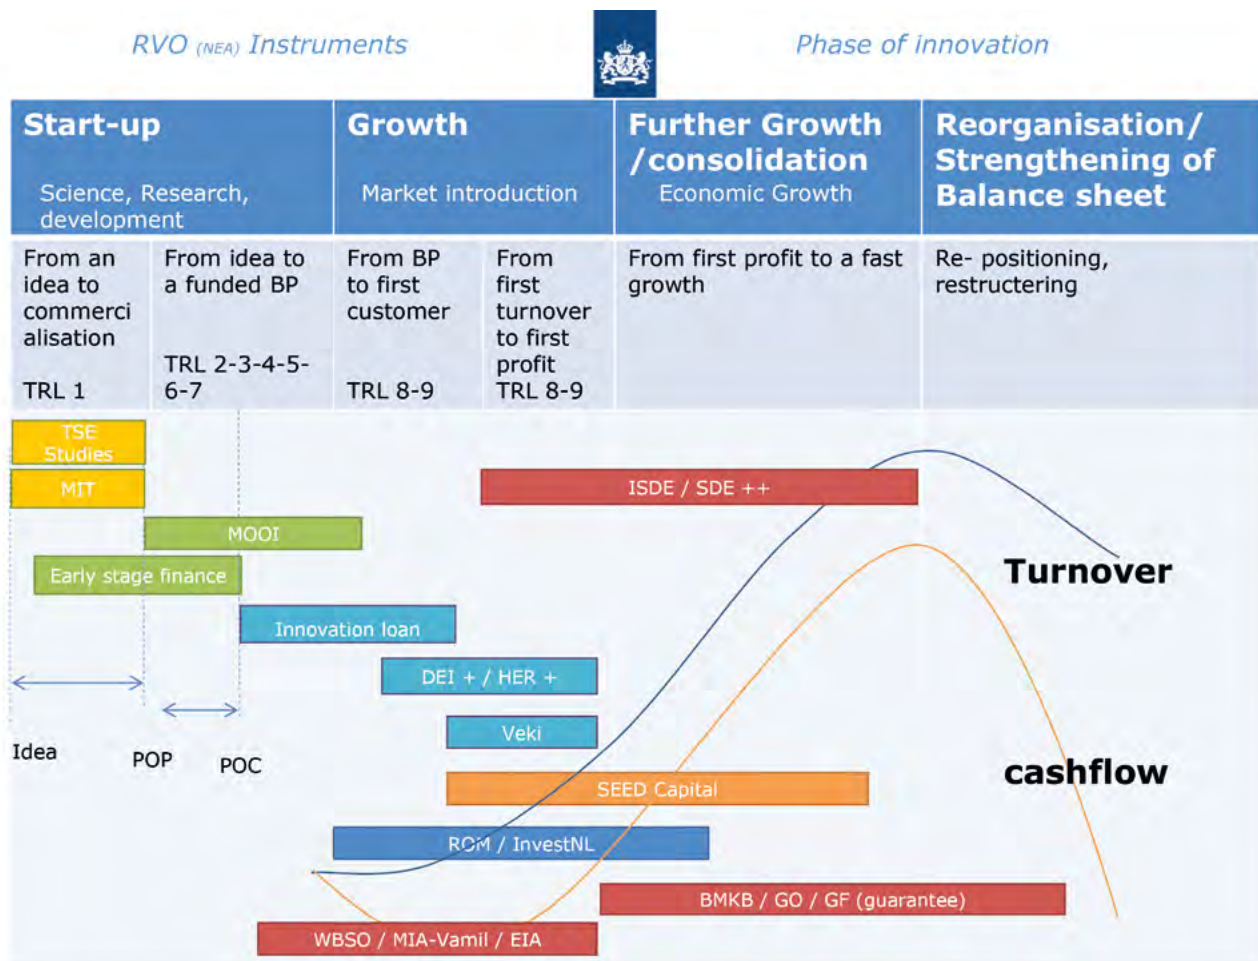 RVO (NEA) Instruments
Phase of innovation
Start-up
Science, Research,
development
Growth
Market introduction
Further Growth
/consolidation
Economic Growth
Reorganisation/
Strengthening of
Balance sheet
From an
idea to
commerci
alisation
TRL 1
From idea to
a funded BP
TRL 2-3-4-5-
6-7
From BP
to first
customer
TRL 8-9
From
first
turnover
to first
profit
TRL 8-9
From first profit to a fast
growth
Re- positioning,
restructering
TSE
Studies
MIT
ISDE / SDE ++
MOOI
Early stage finance
Turnover
Innovation loan
DEI + / HER +
Veki
Idea
POP
POC
cashflow
SEED Capital
ROM / InvestNL
BMKB / GO / GF (guarantee)
WBSO / MIA-Vamil / EIA